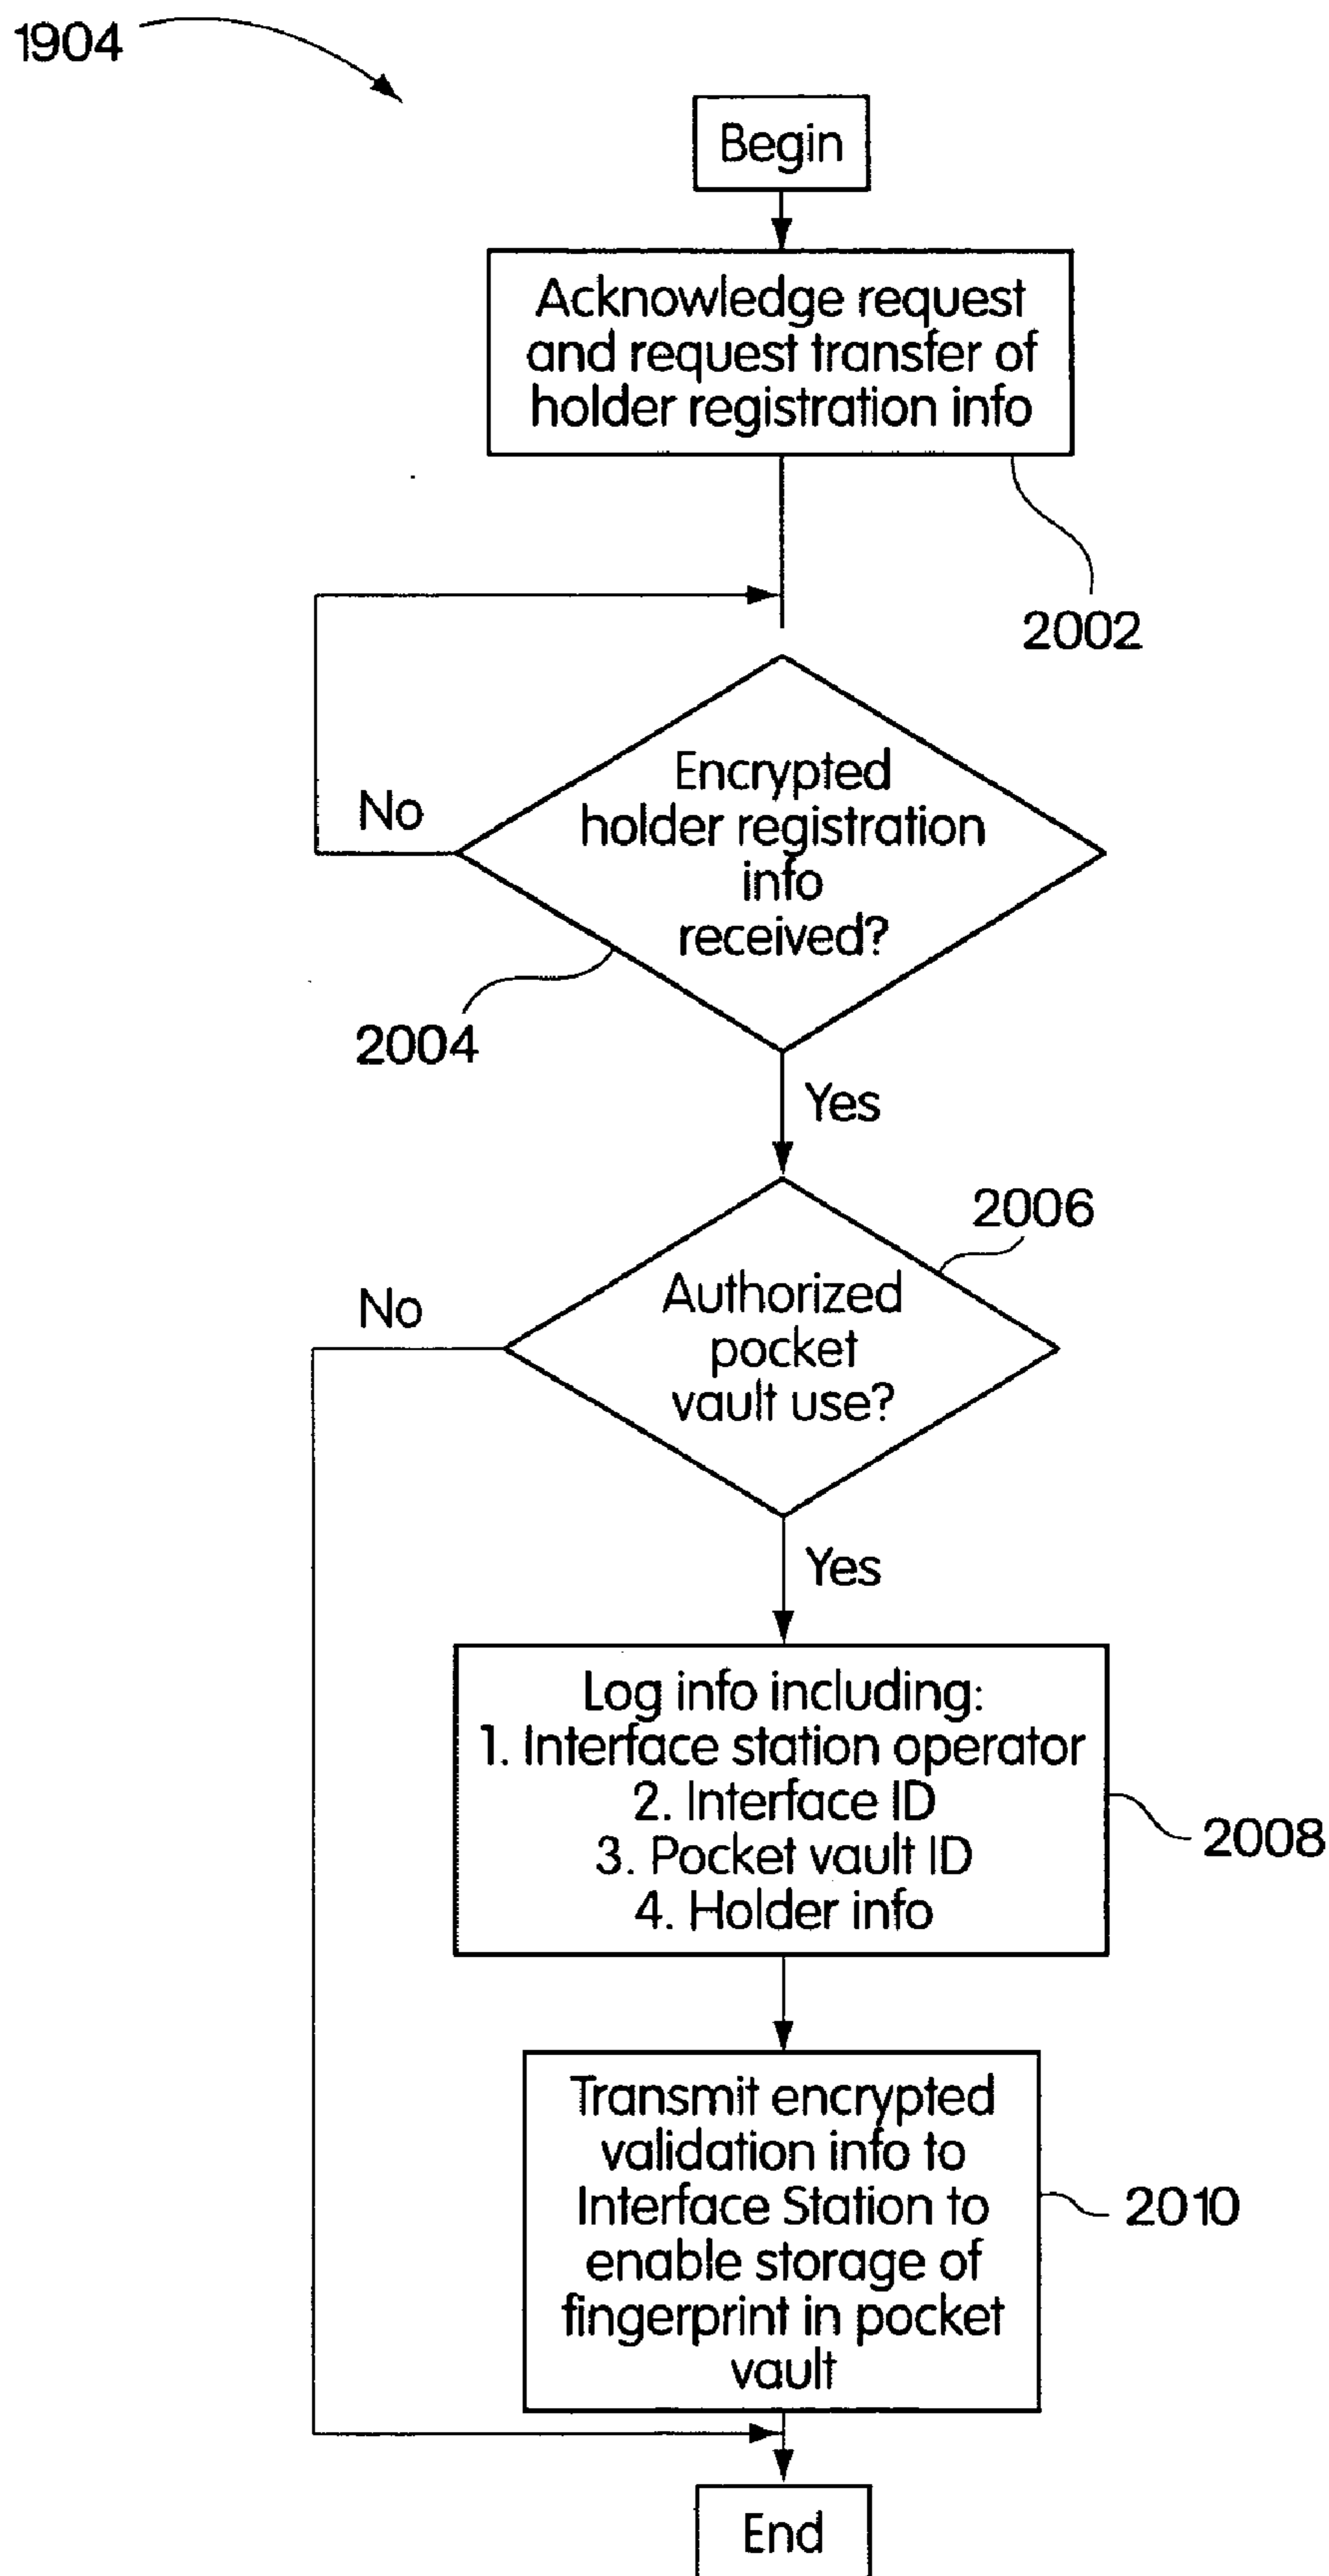 1904
Begin
Acknowledge request
and request transfer of
holder registration info
2002
Encrypted
holder registration
info
received?
No
2004
Yes
2006
Authorized
pocket
vault use?
No
Yes
Log info including:
1. Interface station operator
2. Interface ID
3. Pocket vault ID
4. Holder info
2008
Transmit encrypted
validation info to
Interface Station to
enable storage of
fingerprint in pocket
vault
2010
End